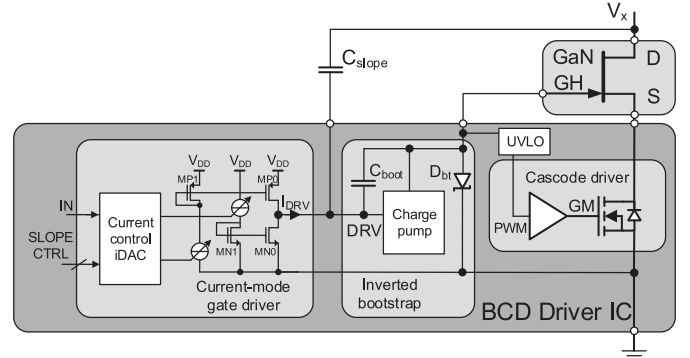 Vx
Cslope
GaN D
GH
S
UVLO
VDD VDD VDD
MP1 MP0
Cboot
Dbt
Cascode driver
IN
Current
control
iDAC
IDRV
DRV
Charge
pump
PWM
GM
SLOPE
CTRL
MN1 MN0
Current-mode
gate driver
Inverted
bootstrap
BCD Driver IC